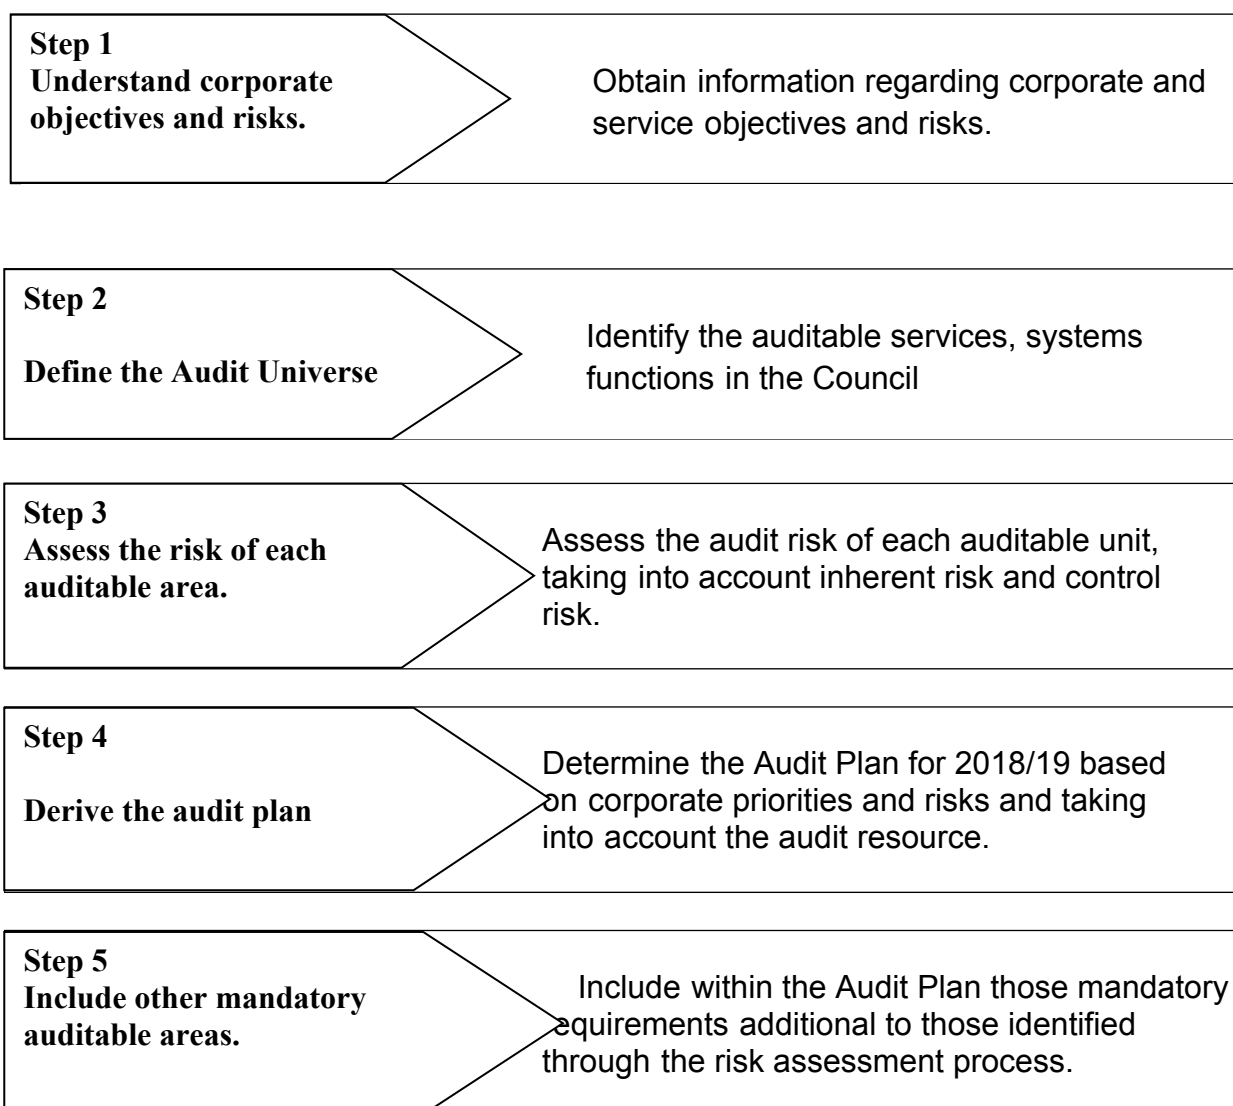 Step 1
Understand corporate
objectives and risks.
Obtain information regarding corporate and
service objectives and risks.
Step 2
Define the Audit Universe
Identify the auditable services, systems
functions in the Council
Step 3
Assess the risk of each
auditable area.
Assess the audit risk of each auditable unit,
taking into account inherent risk and control
risk.
Step 4
Derive the audit plan
Determine the Audit Plan for 2018/19 based
on corporate priorities and risks and taking
into account the audit resource.
Step 5
Include other mandatory
auditable areas.
Include within the Audit Plan those mandatory
equirements additional to those identified
through the risk assessment process.